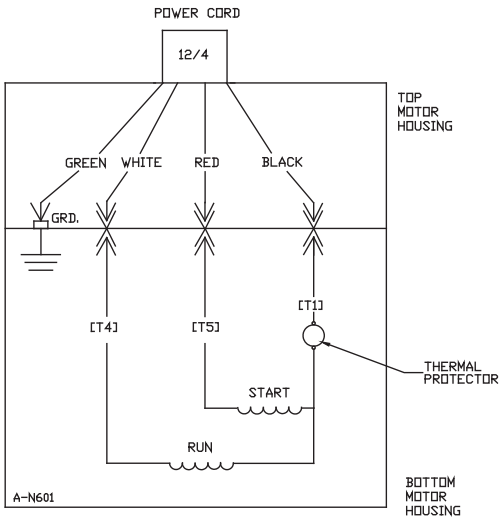 POWER CORD
12/4
TOP
MOTOR
HOUSING
GREEN WHITE RED BLACK
GRD.
[T1]
[T4] [T5]
THERMAL
PROTECTOR
START
RUN
A-N601
BOTTOM
MOTOR
HOUSING